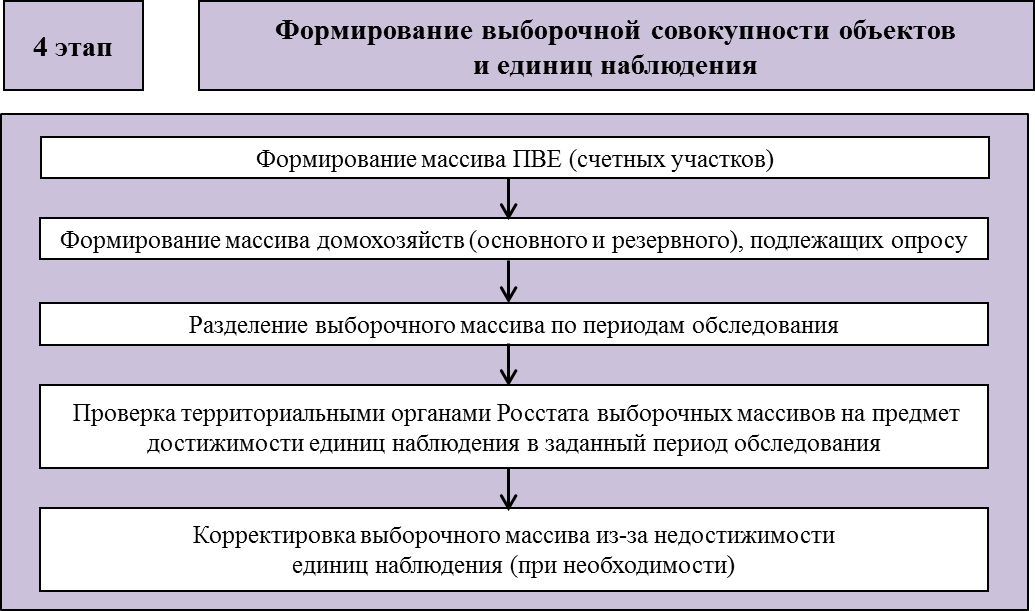 4 этап
Формирование выборочной совокупности объектов
и единиц наблюдения
Формирование массива ПВЕ (счетных участков)
Формирование массива домохозяйств (основного и резервного), подлежащих опросу
Разделение выборочного массива по периодам обследования
Проверка территориальными органами Росстата выборочных массивов на предмет
достижимости единиц наблюдения в заданный период обследования
Корректировка выборочного массива из-за недостижимости
единиц наблюдения (при необходимости)